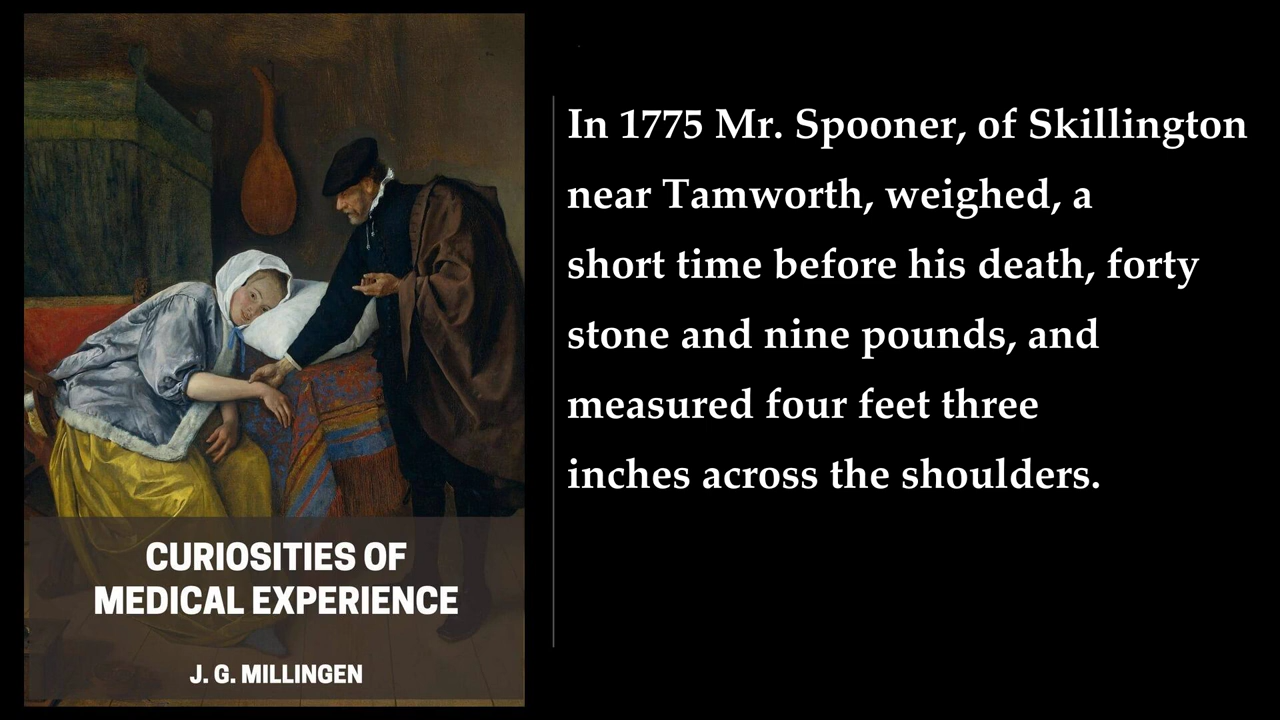 CURIOSITIES OF
MEDICAL EXPERIENCE
J. G. MILLINGEN
In 1775 Mr. Spooner, of Skillington
near Tamworth, weighed, a
short time before his death, forty
stone and nine pounds, and
measured four feet three
inches across the shoulders.